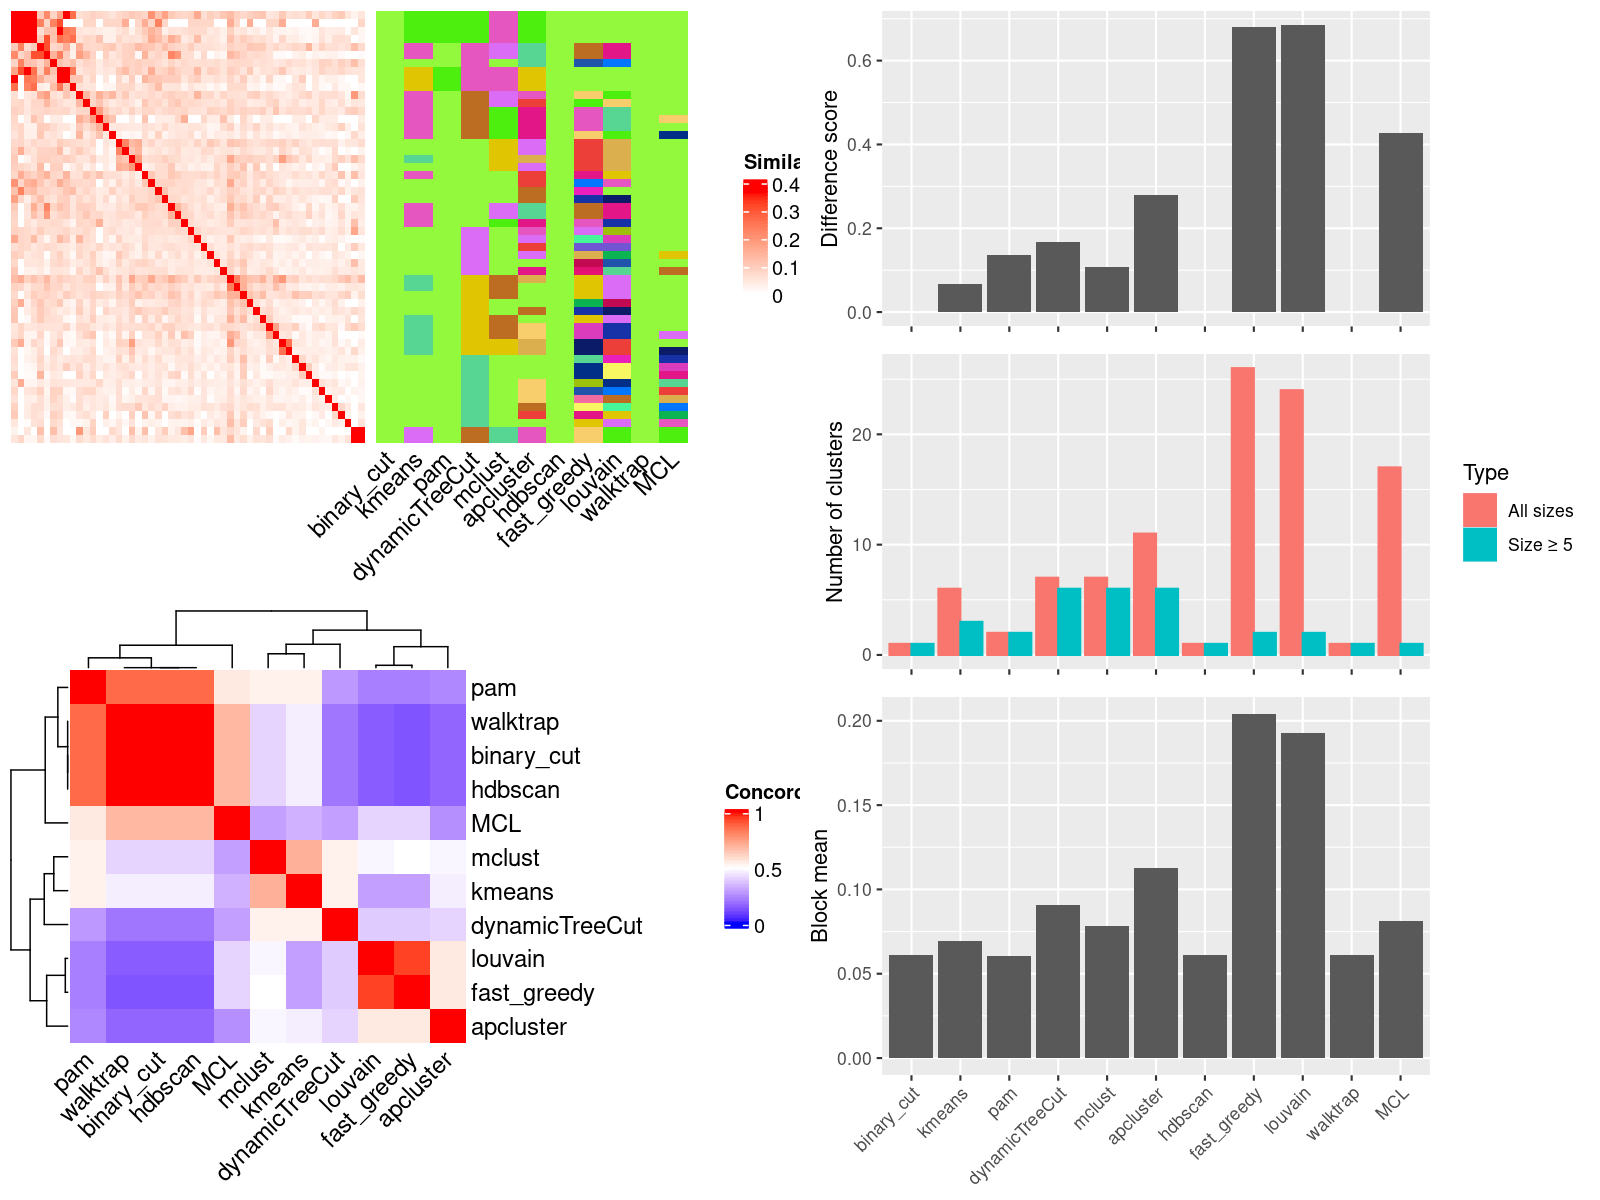 Simila
0.4
0.3
0.2
0.1
0
binary_cut
kmeans
pam
dynamicTreeCut
mclust
apcluster
hdbscan
fast_greedy
louvain
walktrap
MCL
pam
walktrap
binary_cut
hdbscan
MCL
mclust
kmeans
dynamicTreeCut
louvain
fast_greedy
apcluster
Concord
1
0.5
0
pam
walktrap
binary_cut
hdbscan
MCL
mclust
kmeans
dynamicTreeCut
louvain
fast_greedy
apcluster
Difference score
0.6
0.4
0.2
0.0
Number of clusters
20
10
0
Type
All sizes
Size ≥ 5
Block mean
0.20
0.15
0.10
0.05
0.00
binary_cut
kmeans
pam
dynamicTreeCut
mclust
apcluster
hdbscan
fast_greedy
louvain
walktrap
MCL